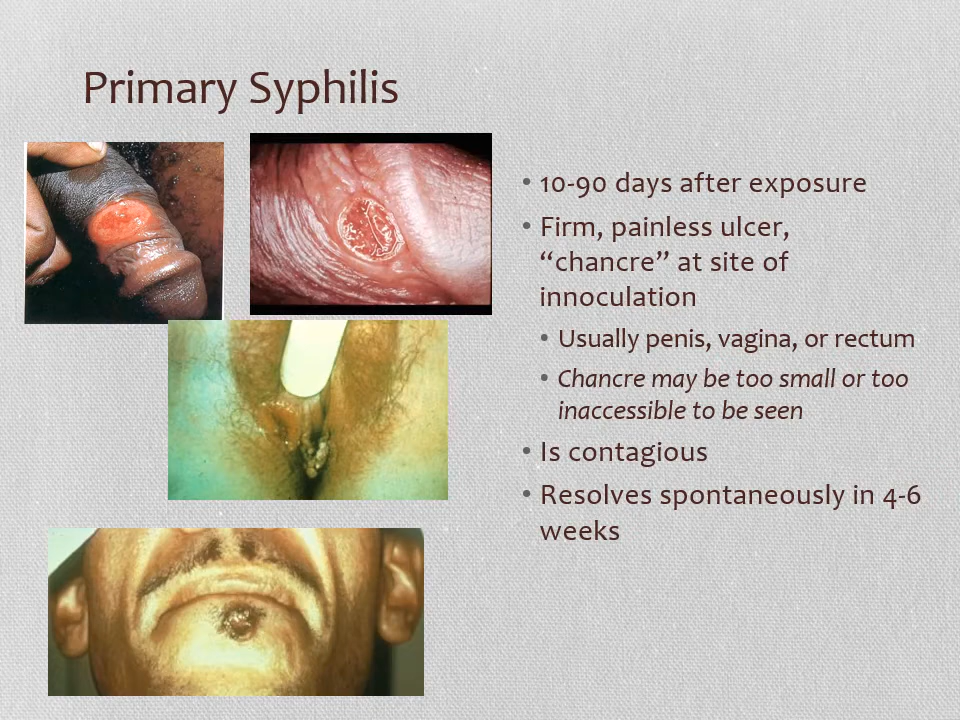 Primary Syphilis
• 10-90 days after exposure
• Firm, painless ulcer,
“chancre” at site of
innoculation
• Usually penis, vagina, or rectum
• Chancre may be too small or too
inaccessible to be seen
• Is contagious
• Resolves spontaneously in 4-6
weeks